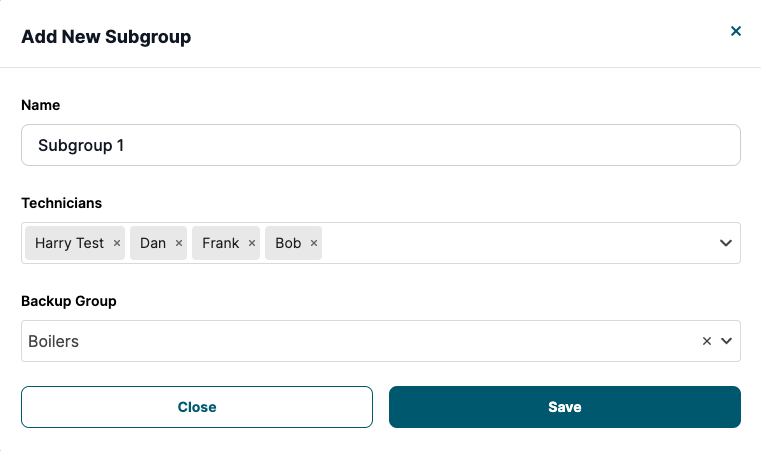 Add New Subgroup
Name
Subgroup 1
Technicians
Harry Test × Dan × Frank × Bob ×
Backup Group
Boilers
Close Save